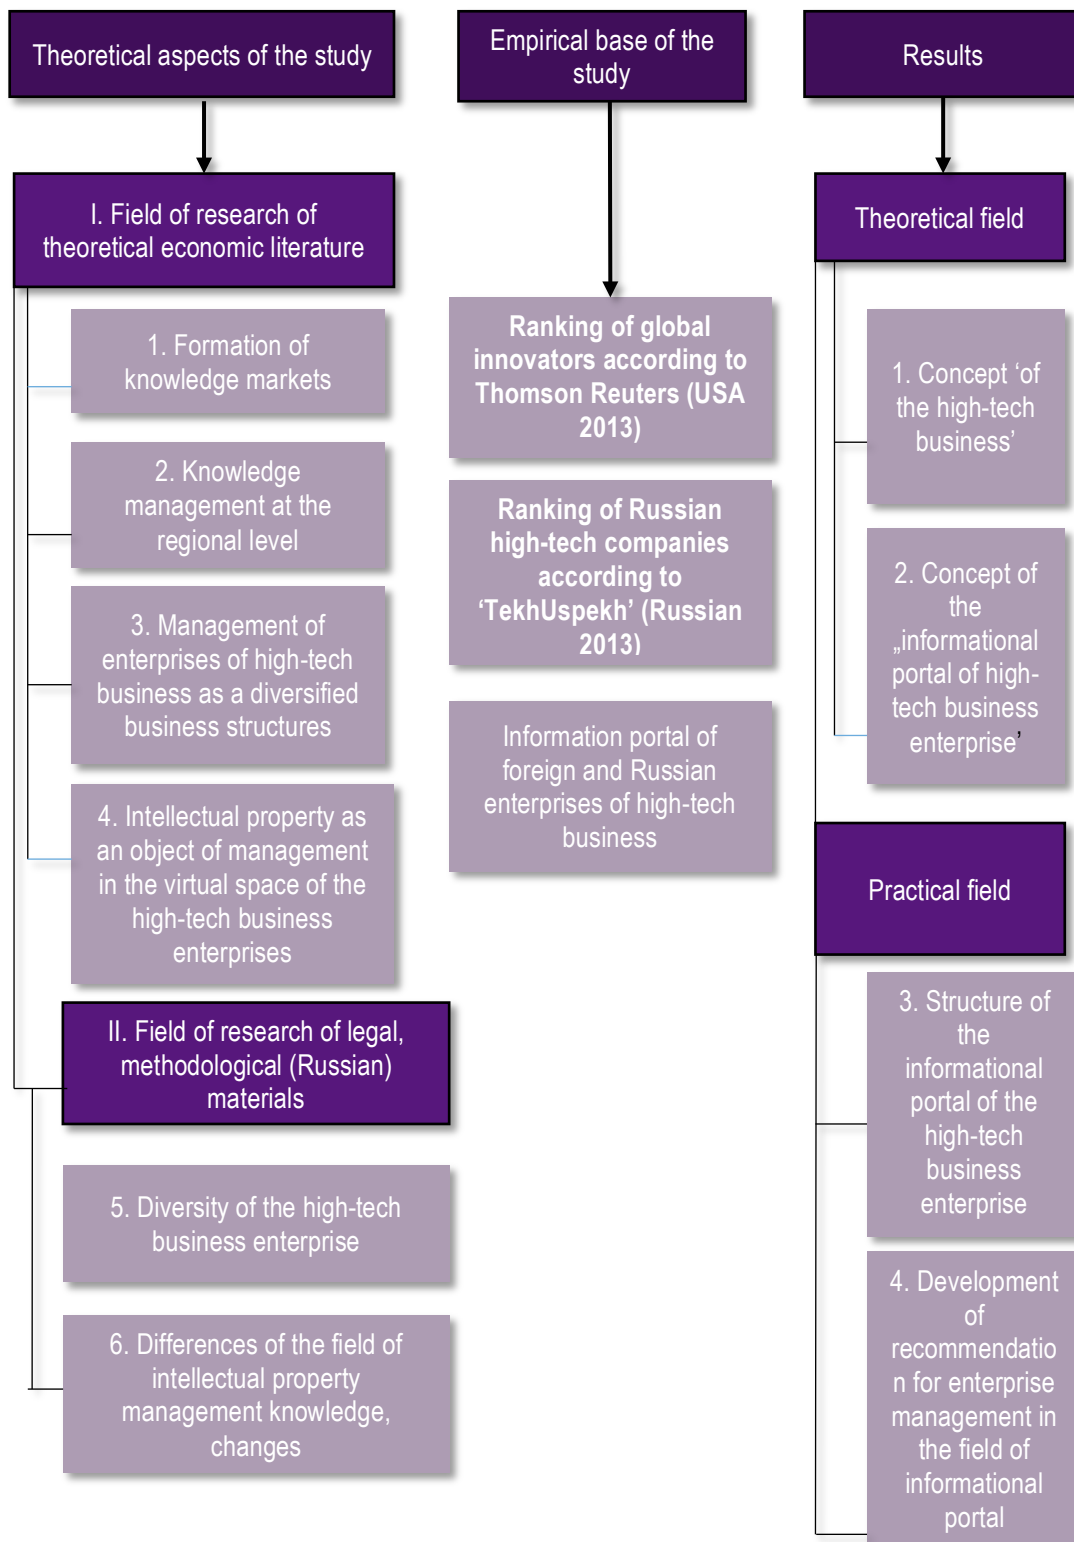 Theoretical aspects of the study
I. Field of research of
theoretical economic literature
1. Formation of
knowledge markets
2. Knowledge
management at the
regional level
3. Management of
enterprises of high-tech
business as a diversified
business structures
4. Intellectual property as
an object of management
in the virtual space of the
high-tech business
enterprises
II. Field of research of legal,
methodological (Russian)
materials
5. Diversity of the high-tech
business enterprise
6. Differences of the field of
intellectual property
management knowledge,
changes
Empirical base of the
study
Ranking of global
innovators according to
Thomson Reuters (USA
2013)
Ranking of Russian
high-tech companies
according to
‘TekhUspekh’ (Russian
2013)
Information portal of
foreign and Russian
enterprises of high-tech
business
Results
Theoretical field
1. Concept ‘of
the high-tech
business’
2. Concept of
the
„informational
portal of high-
tech business
enterprise’
Practical field
3. Structure of
the
informational
portal of the
high-tech
business
enterprise
4. Development
of
recommendatio
n for enterprise
management in
the field of
informational
portal